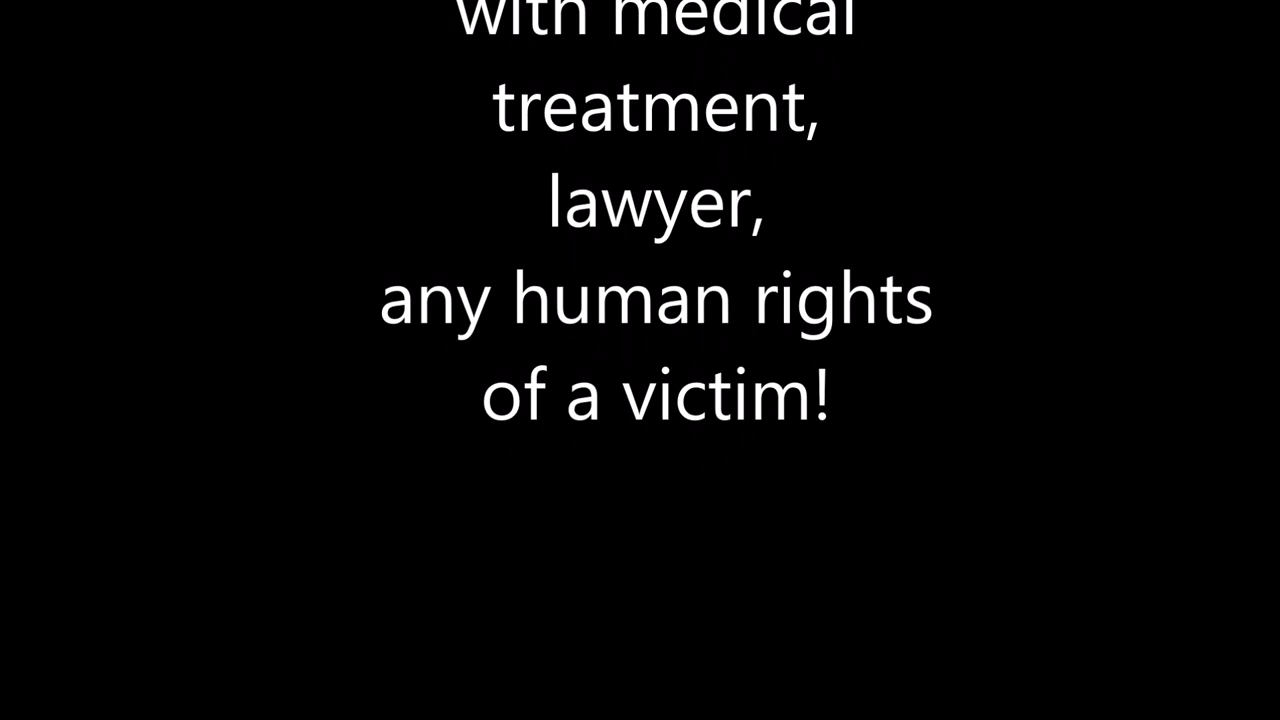 with medical
treatment,
lawyer,
any human rights
of a victim!